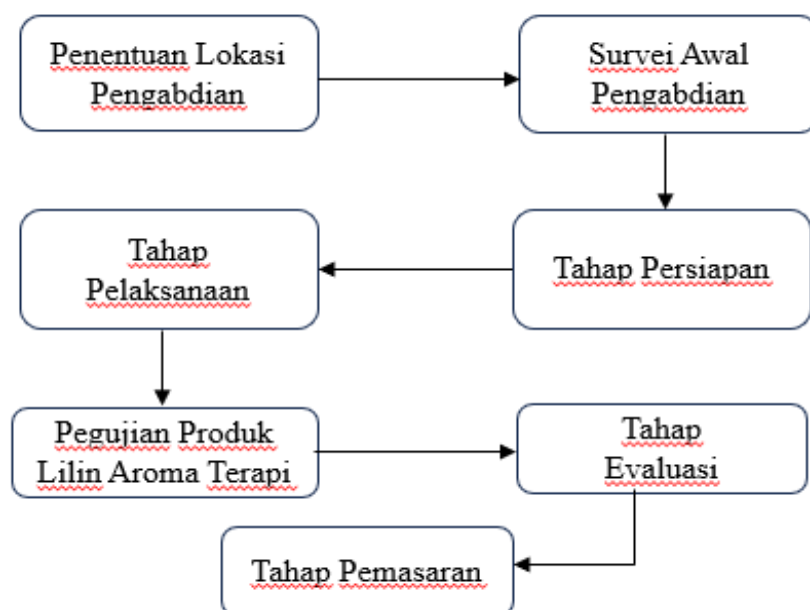 Penentuan Lokasi
Pengabdian
Survei Awal
Pengabdian
Tahap Persiapan
Tahap
Pelaksanaan
Pegujian Produk
Lilin Aroma Terapi
Tahap
Evaluasi
Tahap Pemasaran